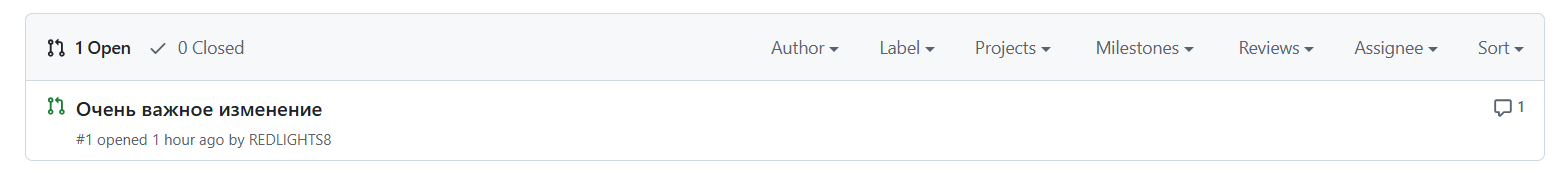 1 Open 0 Closed Author Label Projects Milestones Reviews Assignee Sort
Очень важное изменение 1
#1 opened 1 hour ago by REDLIGHTS8